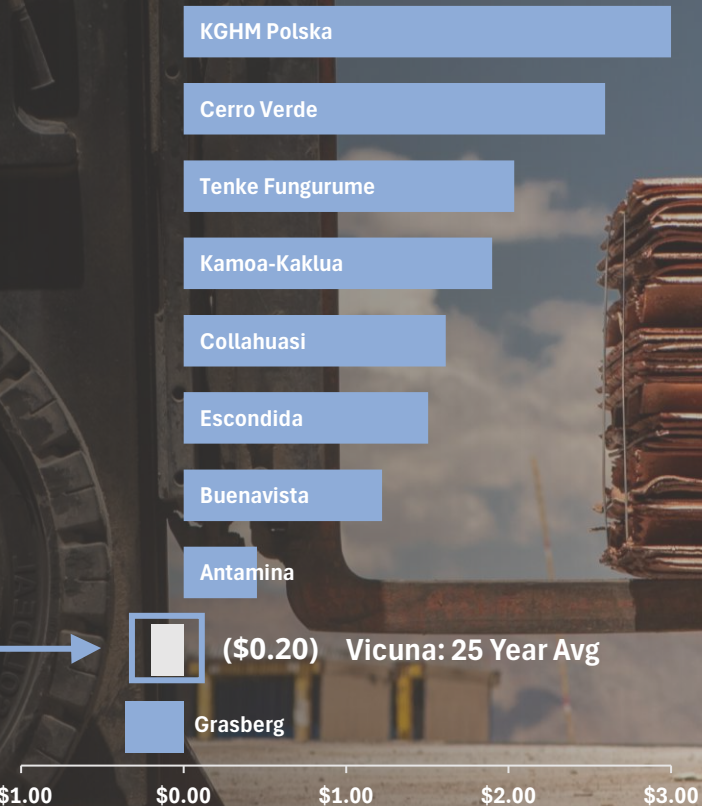 KGHM Polska
Cerro Verde
Tenke Fungurume
Kamoa-Kaklua
Collahuasi
Escondida
Buenavista
Antamina
($0.20) Vicuna: 25 Year Avg
Grasberg
$1.00 $0.00 $1.00 $2.00 $3.00